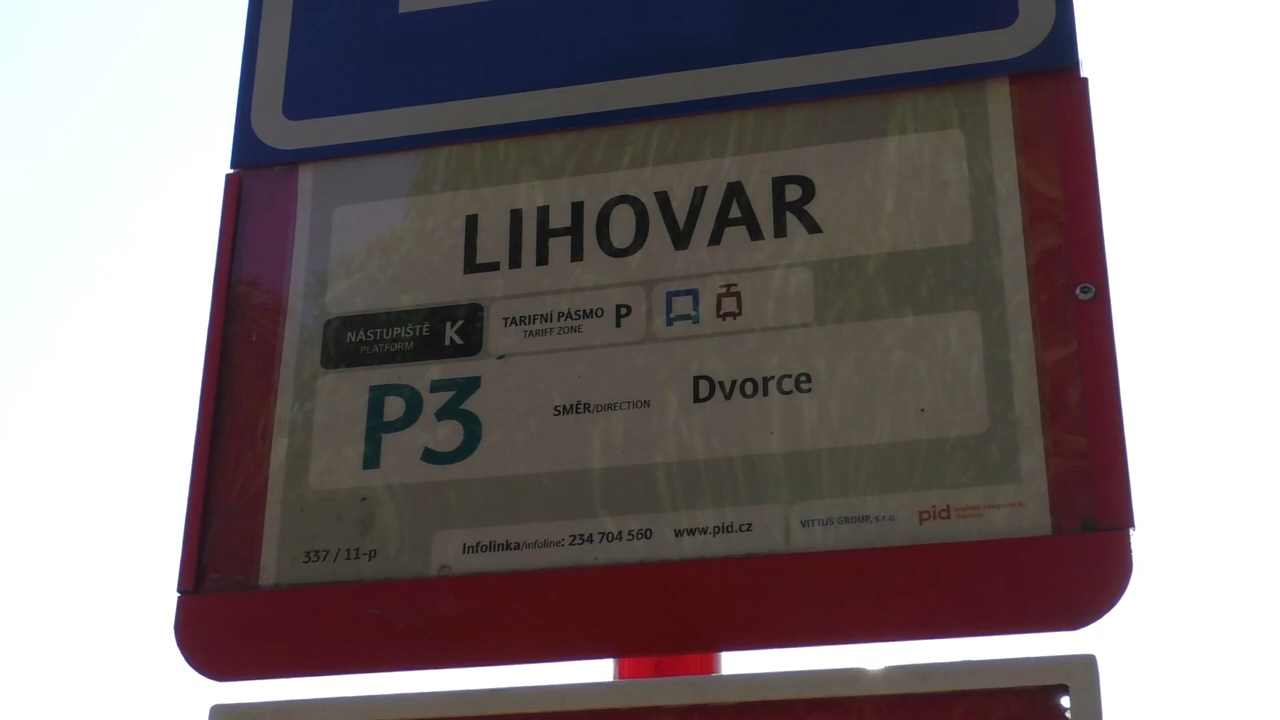 LIHOVAR
NÁSTUPIŠTĚ K
PLATFORM
TARIFNÍ PÁSMO P
TARIFF ZONE
P3 SMĚR/DIRECTION Dvorce
337 / 11-p
Infolinka/infoline: 234 704 560 www.pid.cz
VITTUS GROUP, s.r.o.
pid